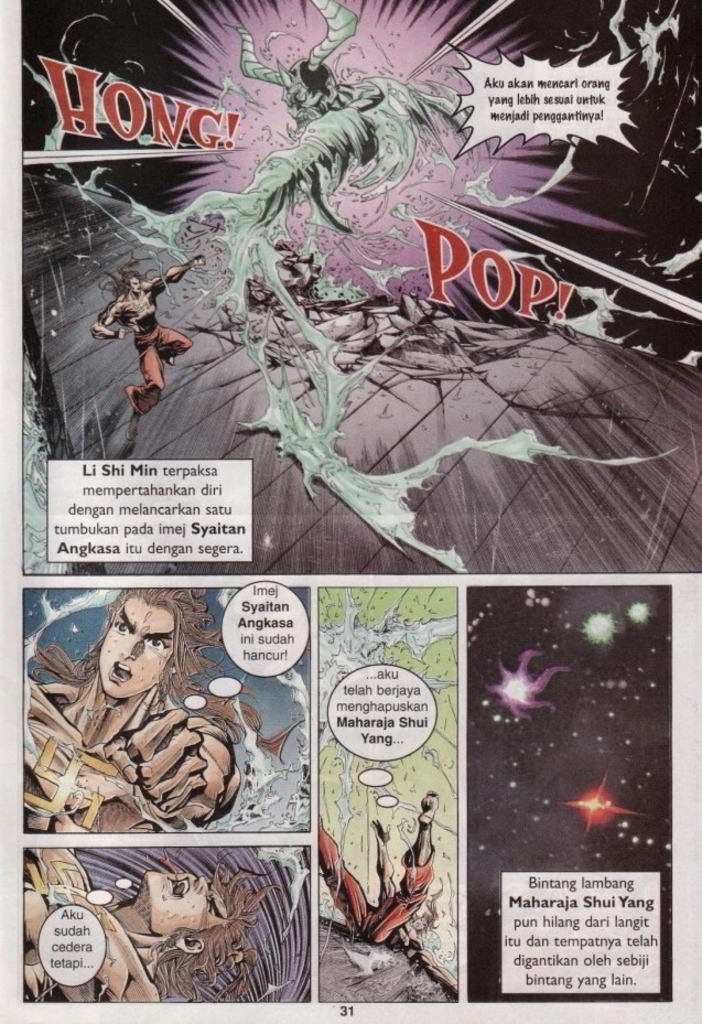 HONG!
Aku akan mencari orang
yang lebih sesuai untuk
menjadi penggantinya!
POP!
Li Shi Min terpaksa
mempertahankan diri
dengan melancarkan satu
tumbukan pada imej Syaitan
Angkasa itu dengan segera.
Imej
Syaitan
Angkasa
ini sudah
hancur!
Aku
sudah
cedera
tetapi...
...aku
telah berjaya
menghapuskan
Maharaja Shui
Yang...
Bintang lambang
Maharaja Shui Yang
pun hilang dari langit
itu dan tempatnya telah
digantikan oleh sebiji
bintang yang lain.
31